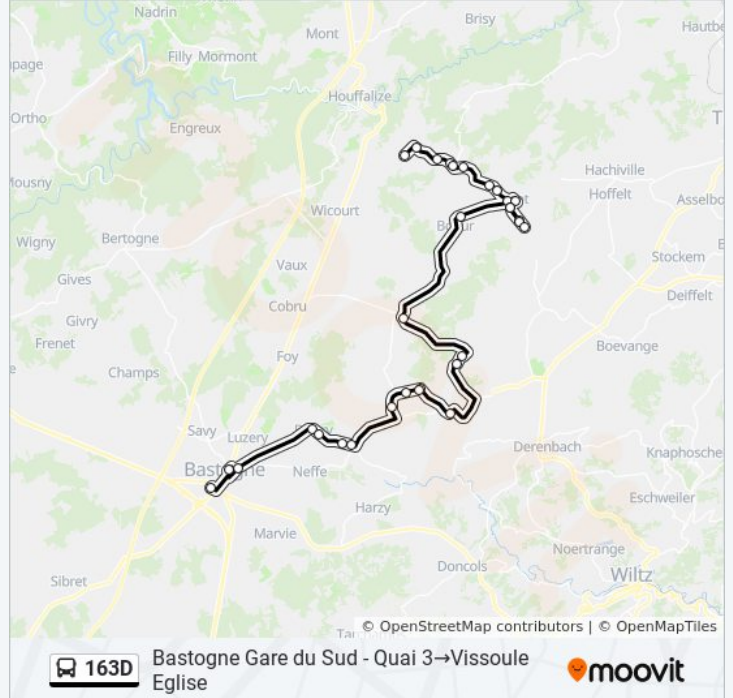 Nadrin
Mont
Brisy
Hautbe
Filly Mormont
apage
Houffalize
Ortho
Engreux
T
Mousny
Hachiville
Hoffelt
Asselbo
Wicourt
Wigny
Bertogne
Stockem
E
Vaux
Gives
Deiffelt
Cobru
Givry
Frenet
Boevange
Foy
Champs
Savy
Luzery
Derenbach
Knaphosche
Bastogne
Neffe
Eschweiler
Harzy
Marvie
Noertrange
Doncols
Wiltz
Sibret
© OpenStreetMap contributors | © OpenMapTiles
163D
Bastogne Gare du Sud - Quai 3→Vissoule
Eglise
moovit